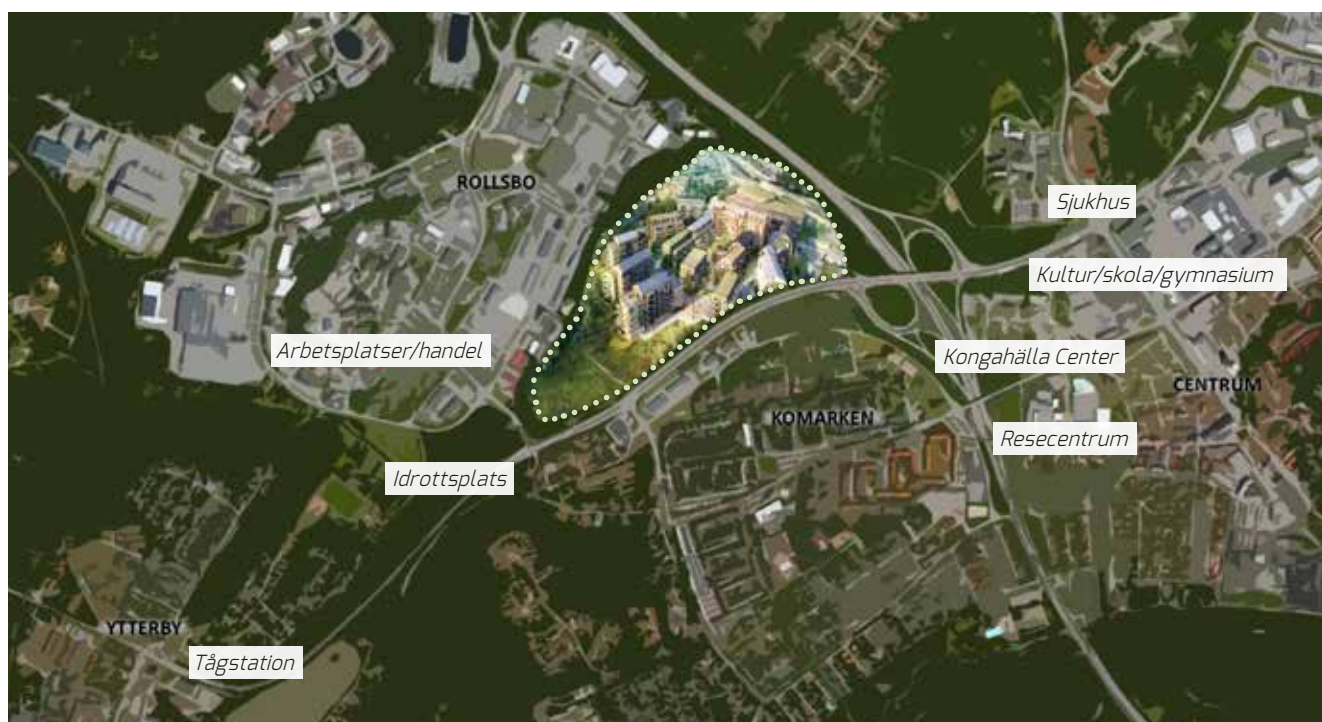 ROLLSBO
Sjukhus
Kultur/skola/gymnasium
Arbetsplatser/handel
Kongahälla Center
CENTRUM
KOMARKEN
Resecentrum
Idrottsplats
YTTERBY
Tågstation